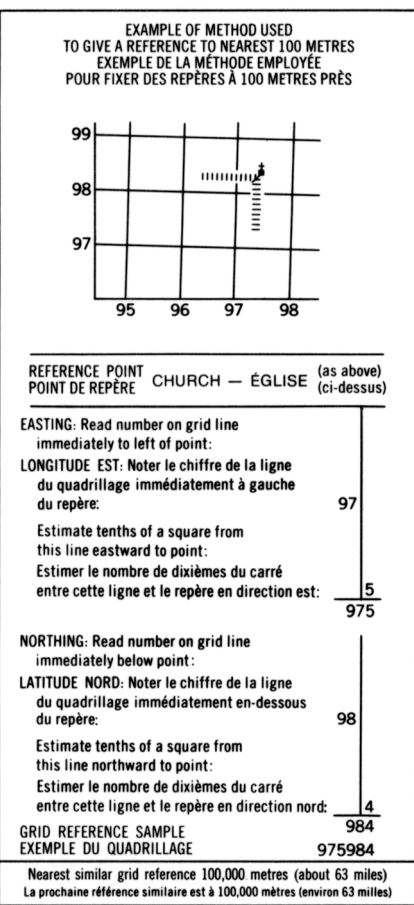 EXAMPLE OF METHOD USED
TO GIVE A REFERENCE TO NEAREST 100 METRES
EXEMPLE DE LA MÉTHODE EMPLOYÉE
POUR FIXER DES REPÈRES À 100 METRES PRÈS
99
98
97
95 96 97 98
REFERENCE POINT CHURCH — ÉGLISE (as above)
POINT DE REPÈRE (ci-dessus)
EASTING: Read number on grid line
immediately to left of point:
LONGITUDE EST: Noter le chiffre de la ligne
du quadrillage immédiatement à gauche
du repère: 97
Estimate tenths of a square from
this line eastward to point:
Estimer le nombre de dixièmes du carré
entre cette ligne et le repère en direction est: 5
975
NORTHING: Read number on grid line
immediately below point:
LATITUDE NORD: Noter le chiffre de la ligne
du quadrillage immédiatement en-dessous
du repère: 98
Estimate tenths of a square from
this line northward to point:
Estimer le nombre de dixièmes du carré
entre cette ligne et le repère en direction nord: 4
GRID REFERENCE SAMPLE 984
EXEMPLE DU QUADRILLAGE 975984
Nearest similar grid reference 100,000 metres (about 63 miles)
La prochaine référence similaire est à 100,000 mètres (environ 63 milles)